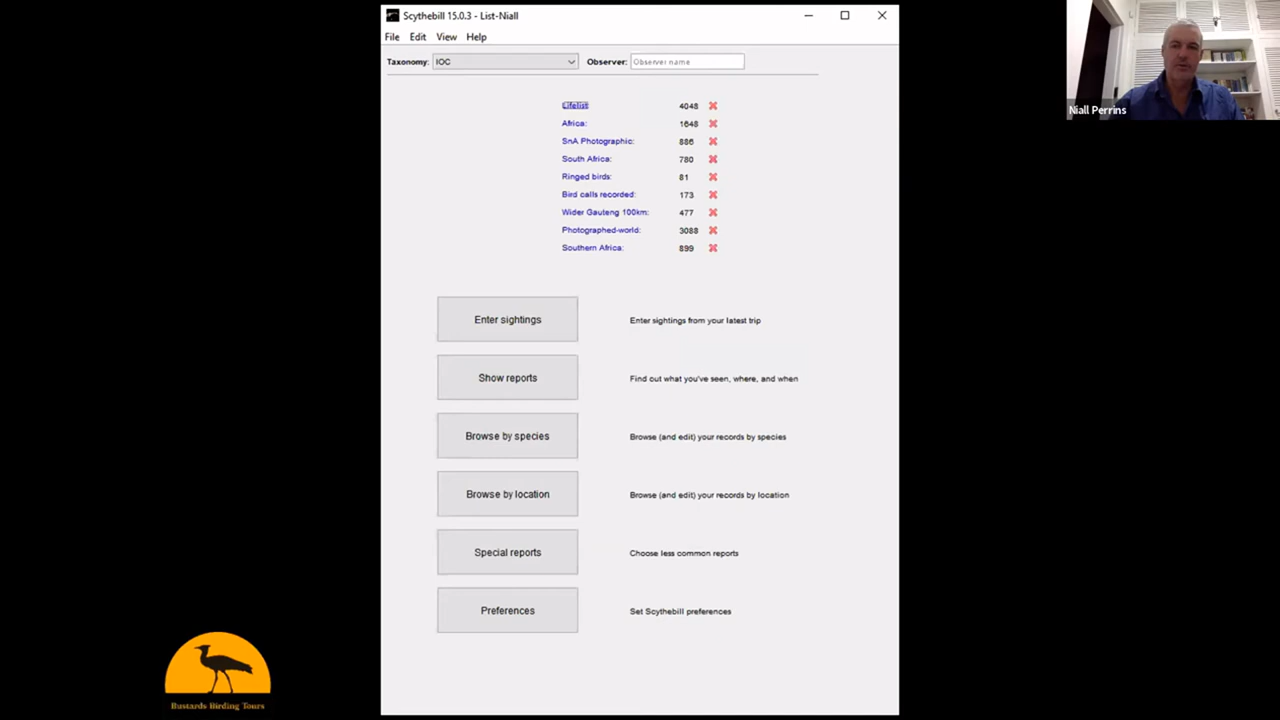 Scythebill 15.0.3 - List-Niall
File Edit View Help
Taxonomy: IOC Observer: Observer name
Lifelist 4048
Africa: 1648
SnA Photographic: 886
South Africa: 780
Ringed birds: 81
Bird calls recorded: 173
Wider Gauteng 100km: 477
Photographed-world: 3088
Southern Africa: 899
Enter sightings Enter sightings from your latest trip
Show reports Find out what you've seen, where, and when
Browse by species Browse (and edit) your records by species
Browse by location Browse (and edit) your records by location
Special reports Choose less common reports
Preferences Set Scythebill preferences
Niall Perrins
Bustards Birding Tours